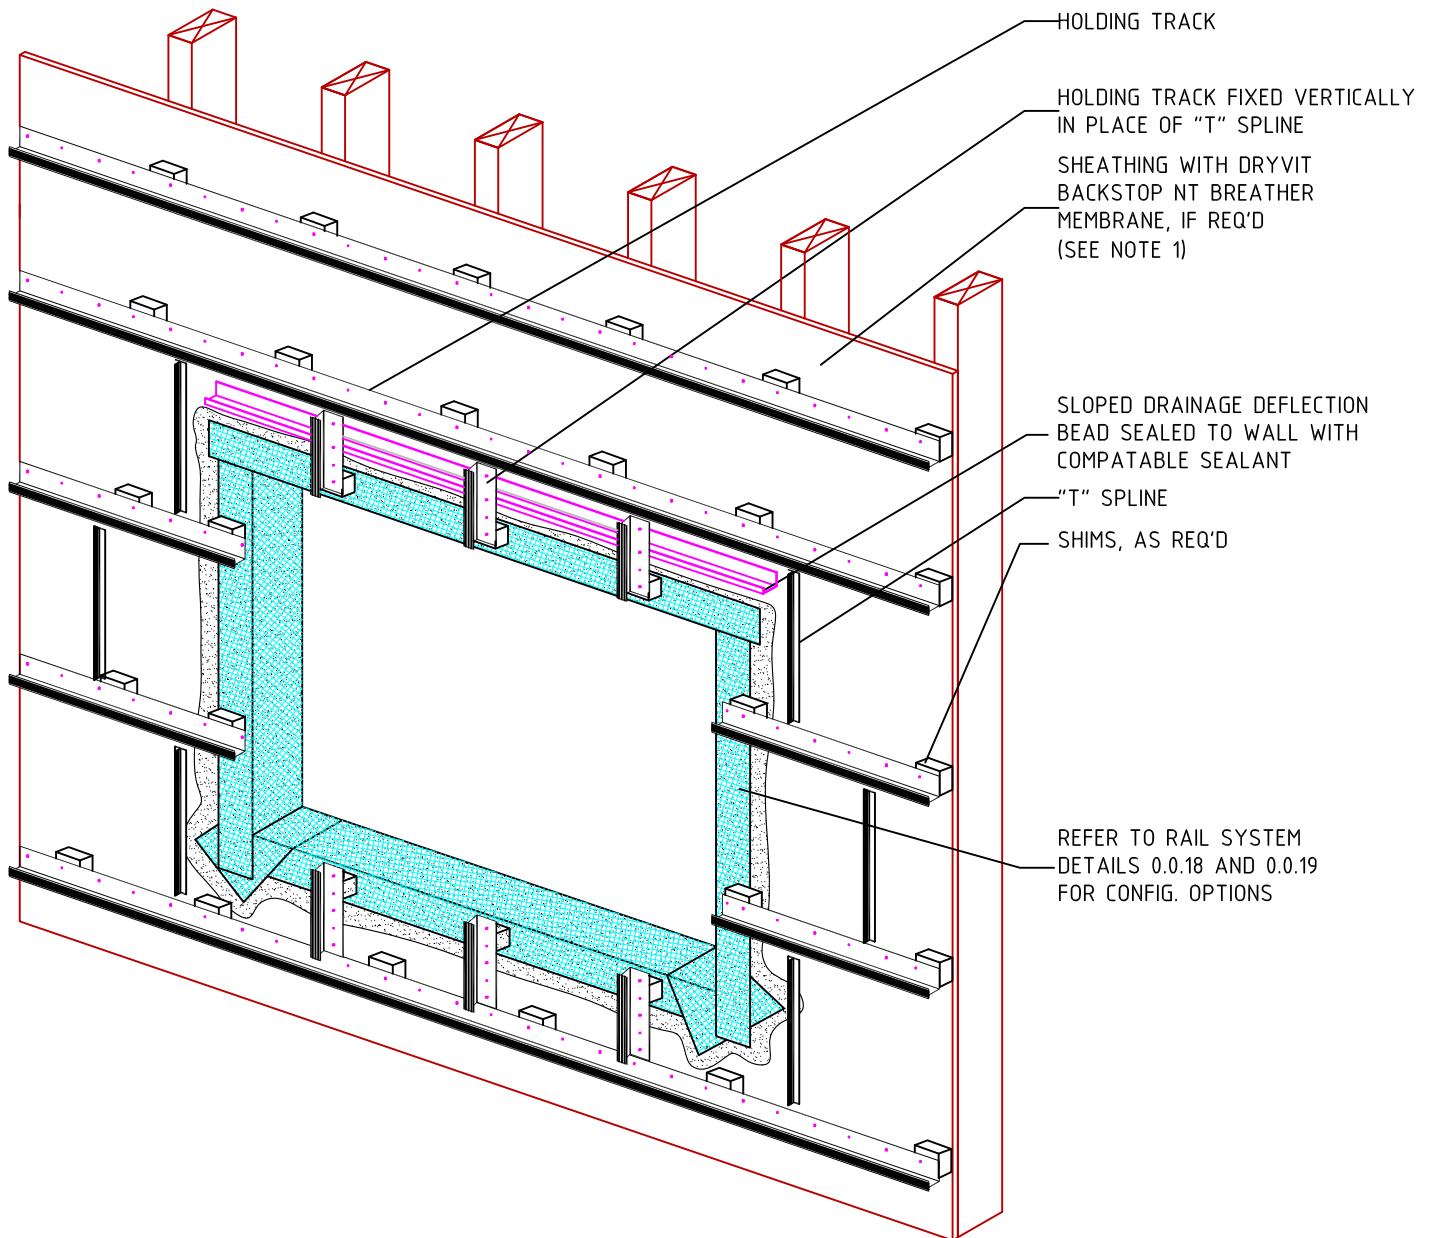 HOLDING TRACK
HOLDING TRACK FIXED VERTICALLY
IN PLACE OF "T" SPLINE
SHEATHING WITH DRYVIT
BACKSTOP NT BREATHER
MEMBRANE, IF REQ'D
(SEE NOTE 1)
SLOPED DRAINAGE DEFLECTION
BEAD SEALED TO WALL WITH
COMPATABLE SEALANT
"T" SPLINE
SHIMS, AS REQ'D
REFER TO RAIL SYSTEM
DETAILS 0.0.18 AND 0.0.19
FOR CONFIG. OPTIONS